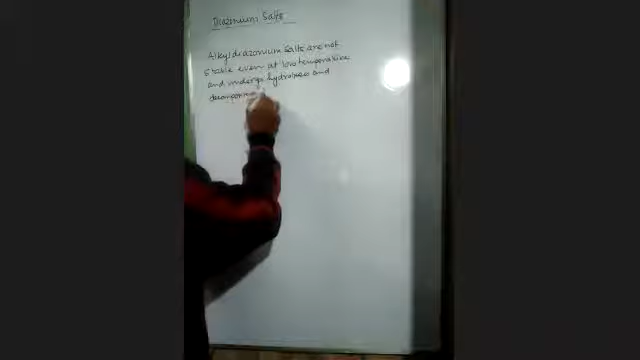 Diazonium Salts
Alkyl diazonium Salts are not
Stable even at low temperature
and undergo hydrolysis and